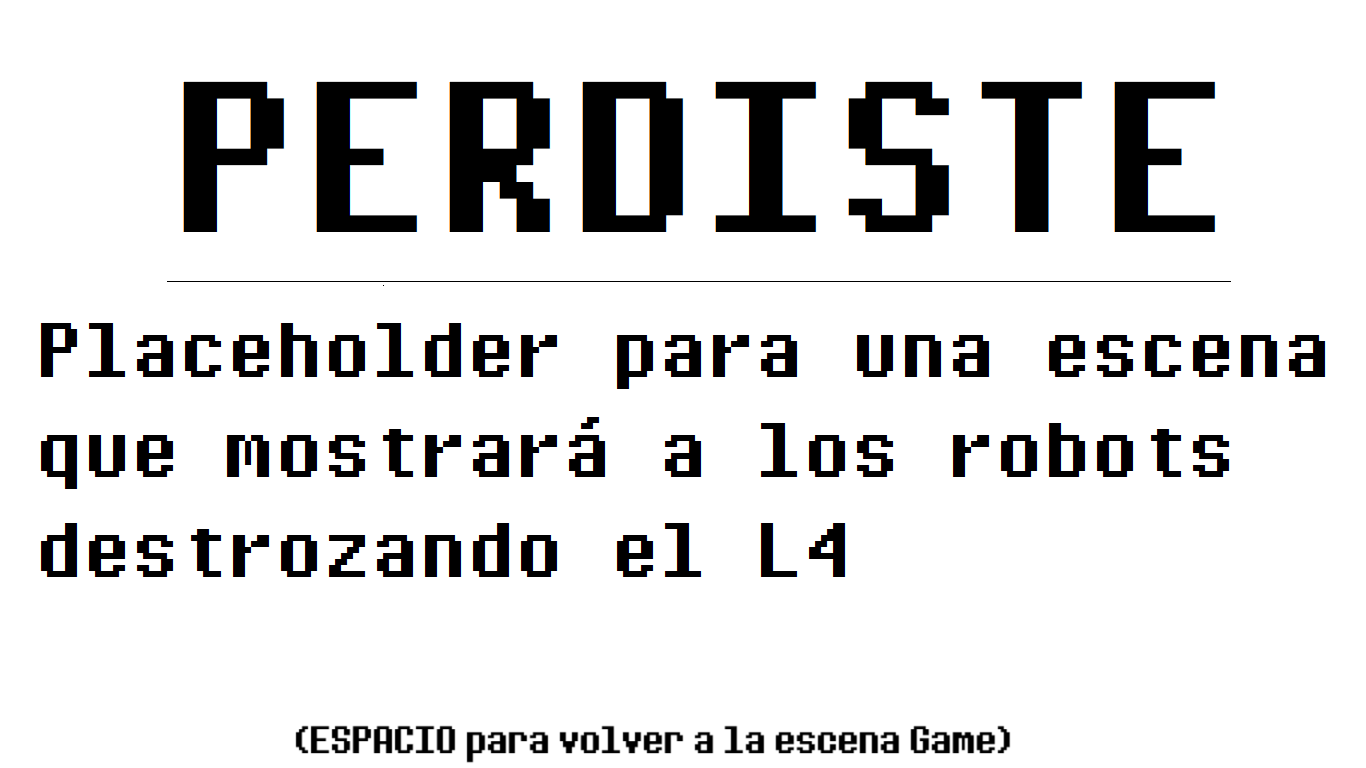 PERDISTE
Placeholder para una escena
que mostrará a los robots
destrozando el L4
(ESPACIO para volver a la escena Game)